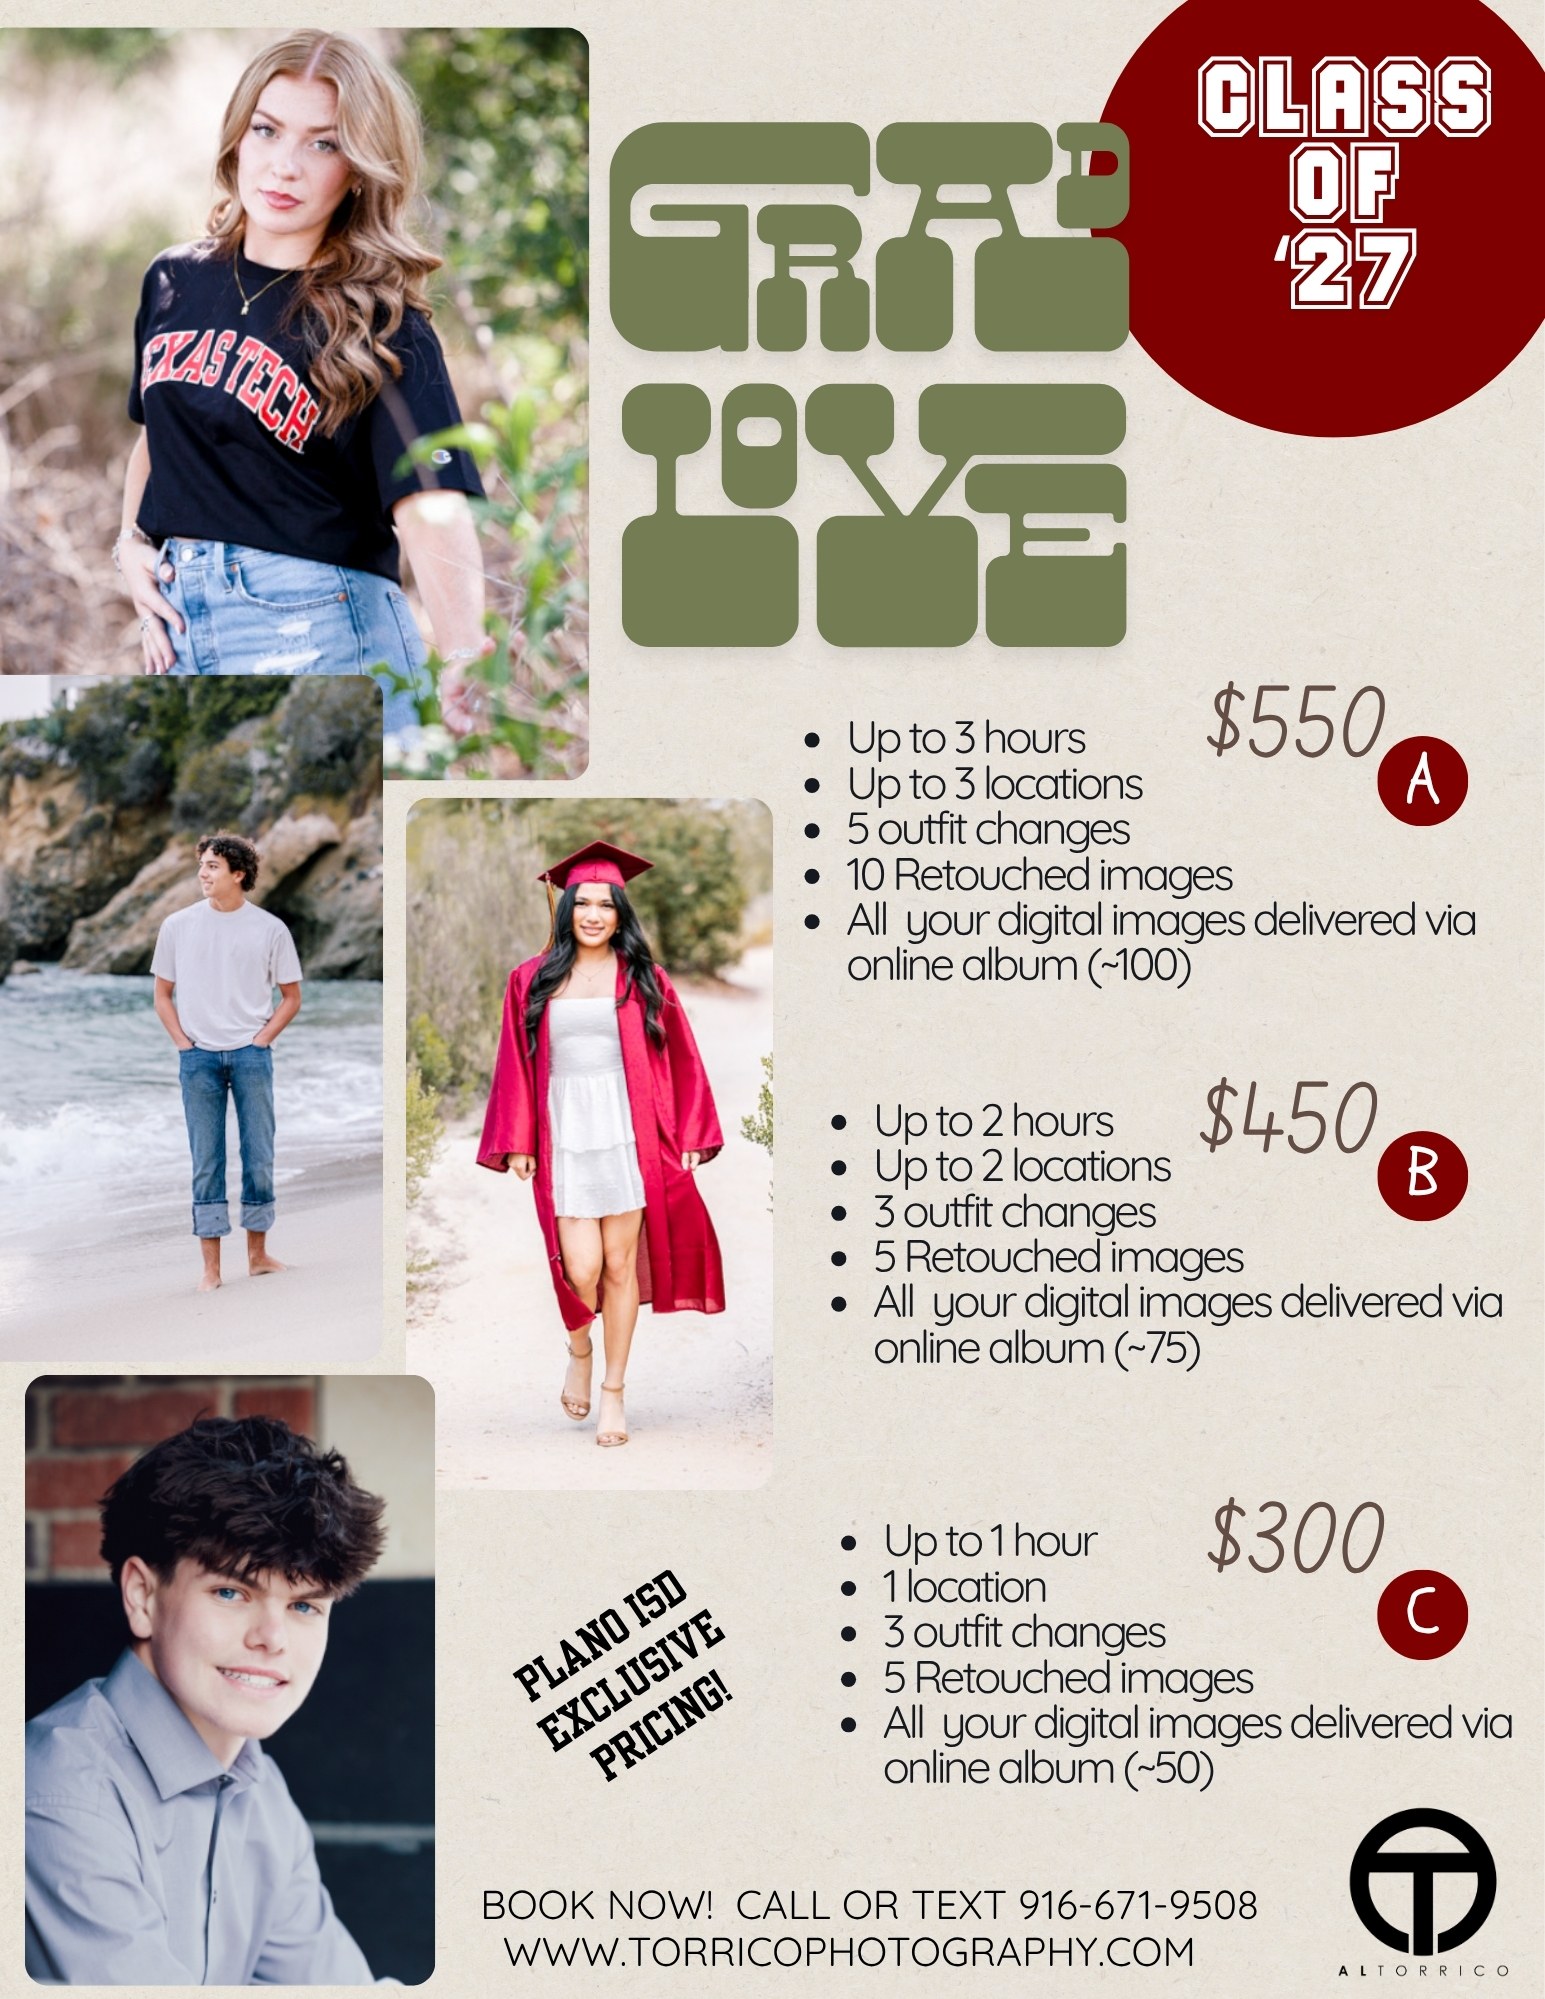 CLASS
OF
'27
GRAD
LOVE
TEXAS TECH
$550
A
• Up to 3 hours
• Up to 3 locations
• 5 outfit changes
• 10 Retouched images
• All your digital images delivered via
online album (~100)
$450
B
• Up to 2 hours
• Up to 2 locations
• 3 outfit changes
• 5 Retouched images
• All your digital images delivered via
online album (~75)
$300
C
• Up to 1 hour
• 1 location
• 3 outfit changes
• 5 Retouched images
• All your digital images delivered via
online album (~50)
PLANO ISD
EXCLUSIVE
PRICING!
BOOK NOW! CALL OR TEXT 916-671-9508
WWW.TORRICOPHOTOGRAPHY.COM
ALTORRICO